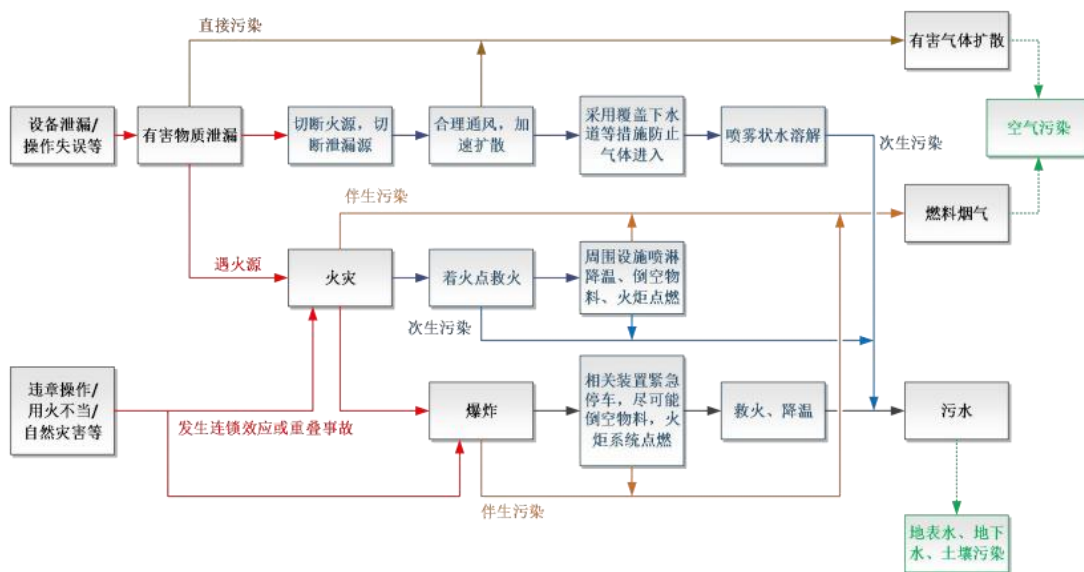 直接污染
有害气体扩散
设备泄漏/
操作失误等
有害物质泄漏
切断火源，切
断泄漏源
合理通风，加
速扩散
采用覆盖下水
道等措施防止
气体进入
喷雾状水溶解
次生污染
空气污染
伴生污染
燃料烟气
遇火源
火灾
着火点救火
周围设施喷淋
降温、倒空物
料、火炬点燃
次生污染
违章操作/
用火不当/
自然灾害等
发生连锁效应或重叠事故
爆炸
相关装置紧急
停车，尽可能
倒空物料，火
炬系统点燃
救火、降温
污水
伴生污染
地表水、地下
水、土壤污染